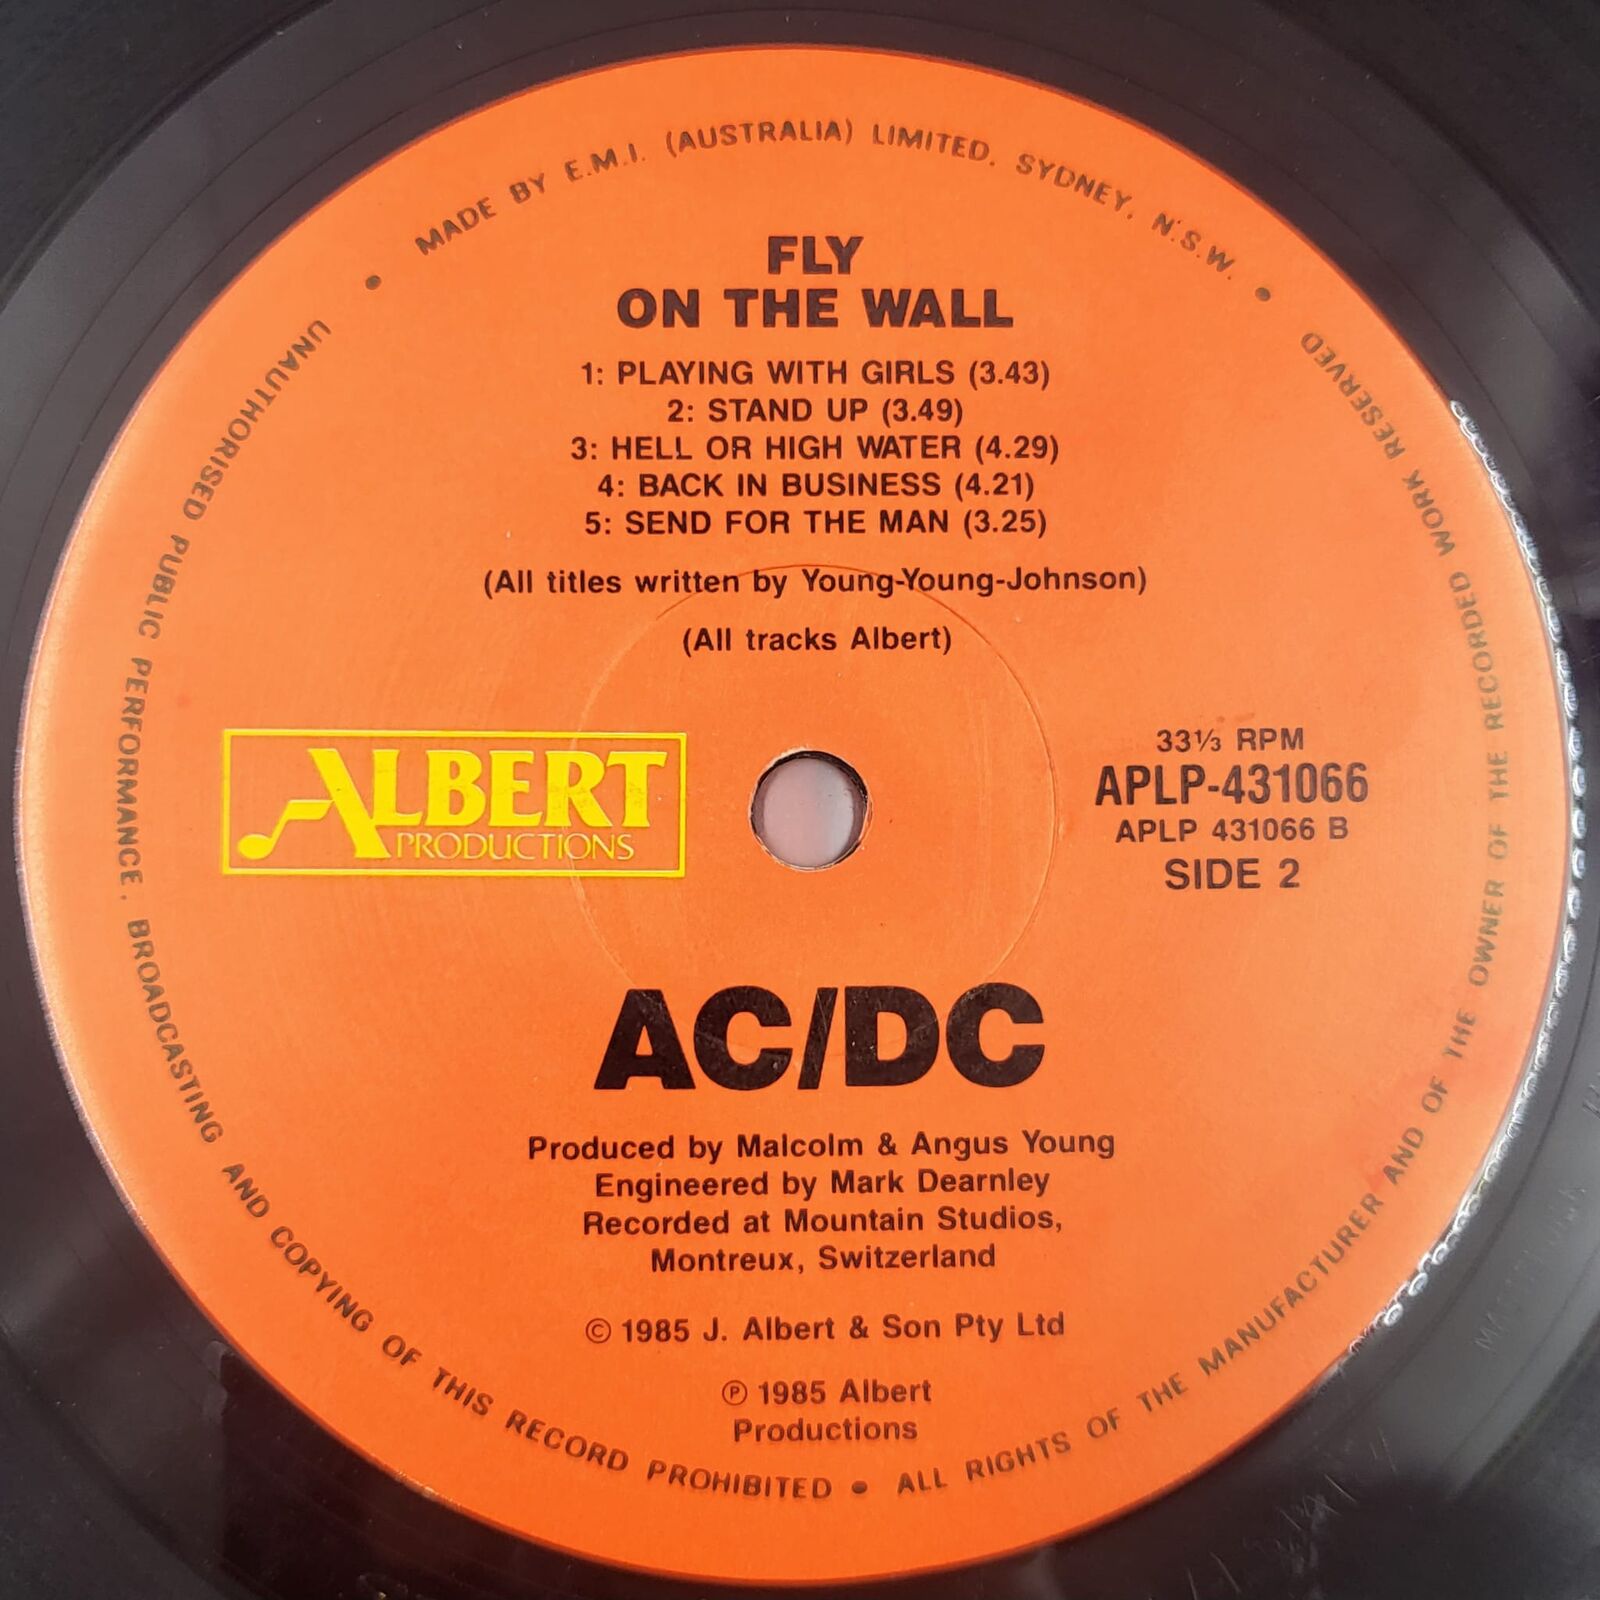 MADE BY E.M.I. (AUSTRALIA) LIMITED. SYDNEY, N.S.W. •
FLY
ON THE WALL
1: PLAYING WITH GIRLS (3.43)
2: STAND UP (3.49)
3: HELL OR HIGH WATER (4.29)
4: BACK IN BUSINESS (4.21)
5: SEND FOR THE MAN (3.25)
(All titles written by Young-Young-Johnson)
(All tracks Albert)
ALBERT
PRODUCTIONS
33⅓ RPM
APLP-431066
APLP 431066 B
SIDE 2
AC/DC
Produced by Malcolm & Angus Young
Engineered by Mark Dearnley
Recorded at Mountain Studios,
Montreux, Switzerland
© 1985 J. Albert & Son Pty Ltd
℗ 1985 Albert
Productions
• UNAUTHORISED PUBLIC PERFORMANCE, BROADCASTING AND COPYING OF THIS RECORD PROHIBITED • ALL RIGHTS OF THE MANUFACTURER AND OF THE OWNER OF THE RECORDED WORK RESERVED